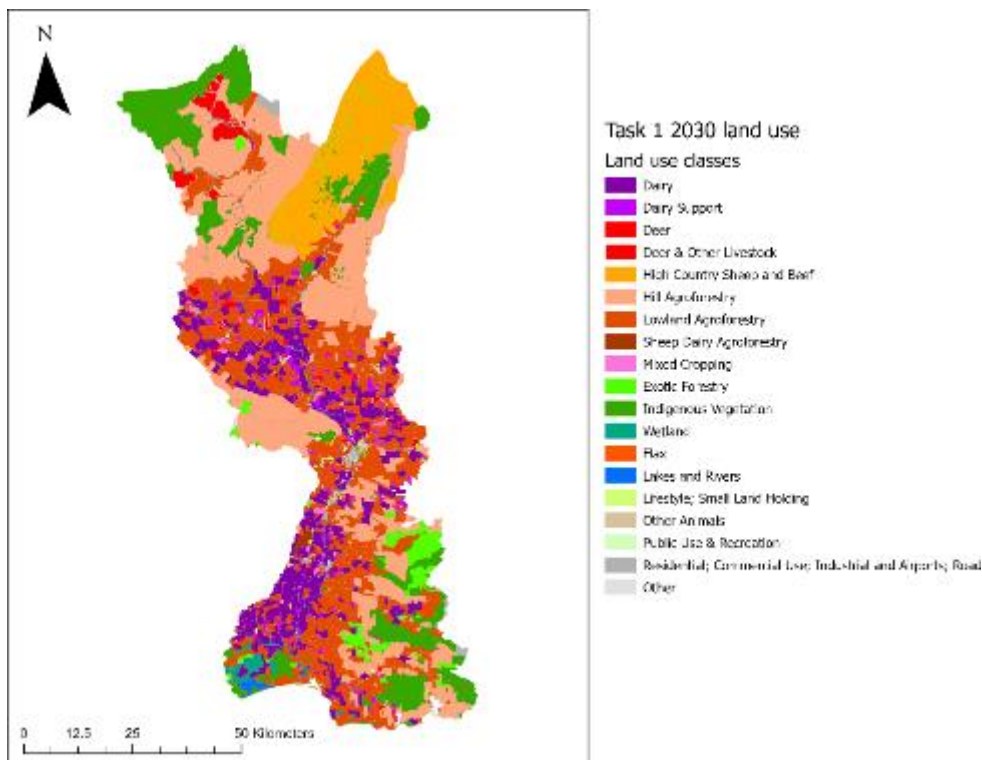 N
Task 1 2030 land use
Land use classes
Dairy
Dairy Support
Deer
Deer & Other Livestock
High Country Sheep and Beef
Hill Agroforestry
Lowland Agroforestry
Sheep Dairy Agroforestry
Mixed Cropping
Exotic Forestry
Indigenous Vegetation
Wetland
Flax
Lakes and Rivers
Lifestyle; Small Land Holding
Other Animals
Public Use & Recreation
Residential; Commercial Use; Industrial and Airports; Road
Other
0 12.5 25 50 Kilometers